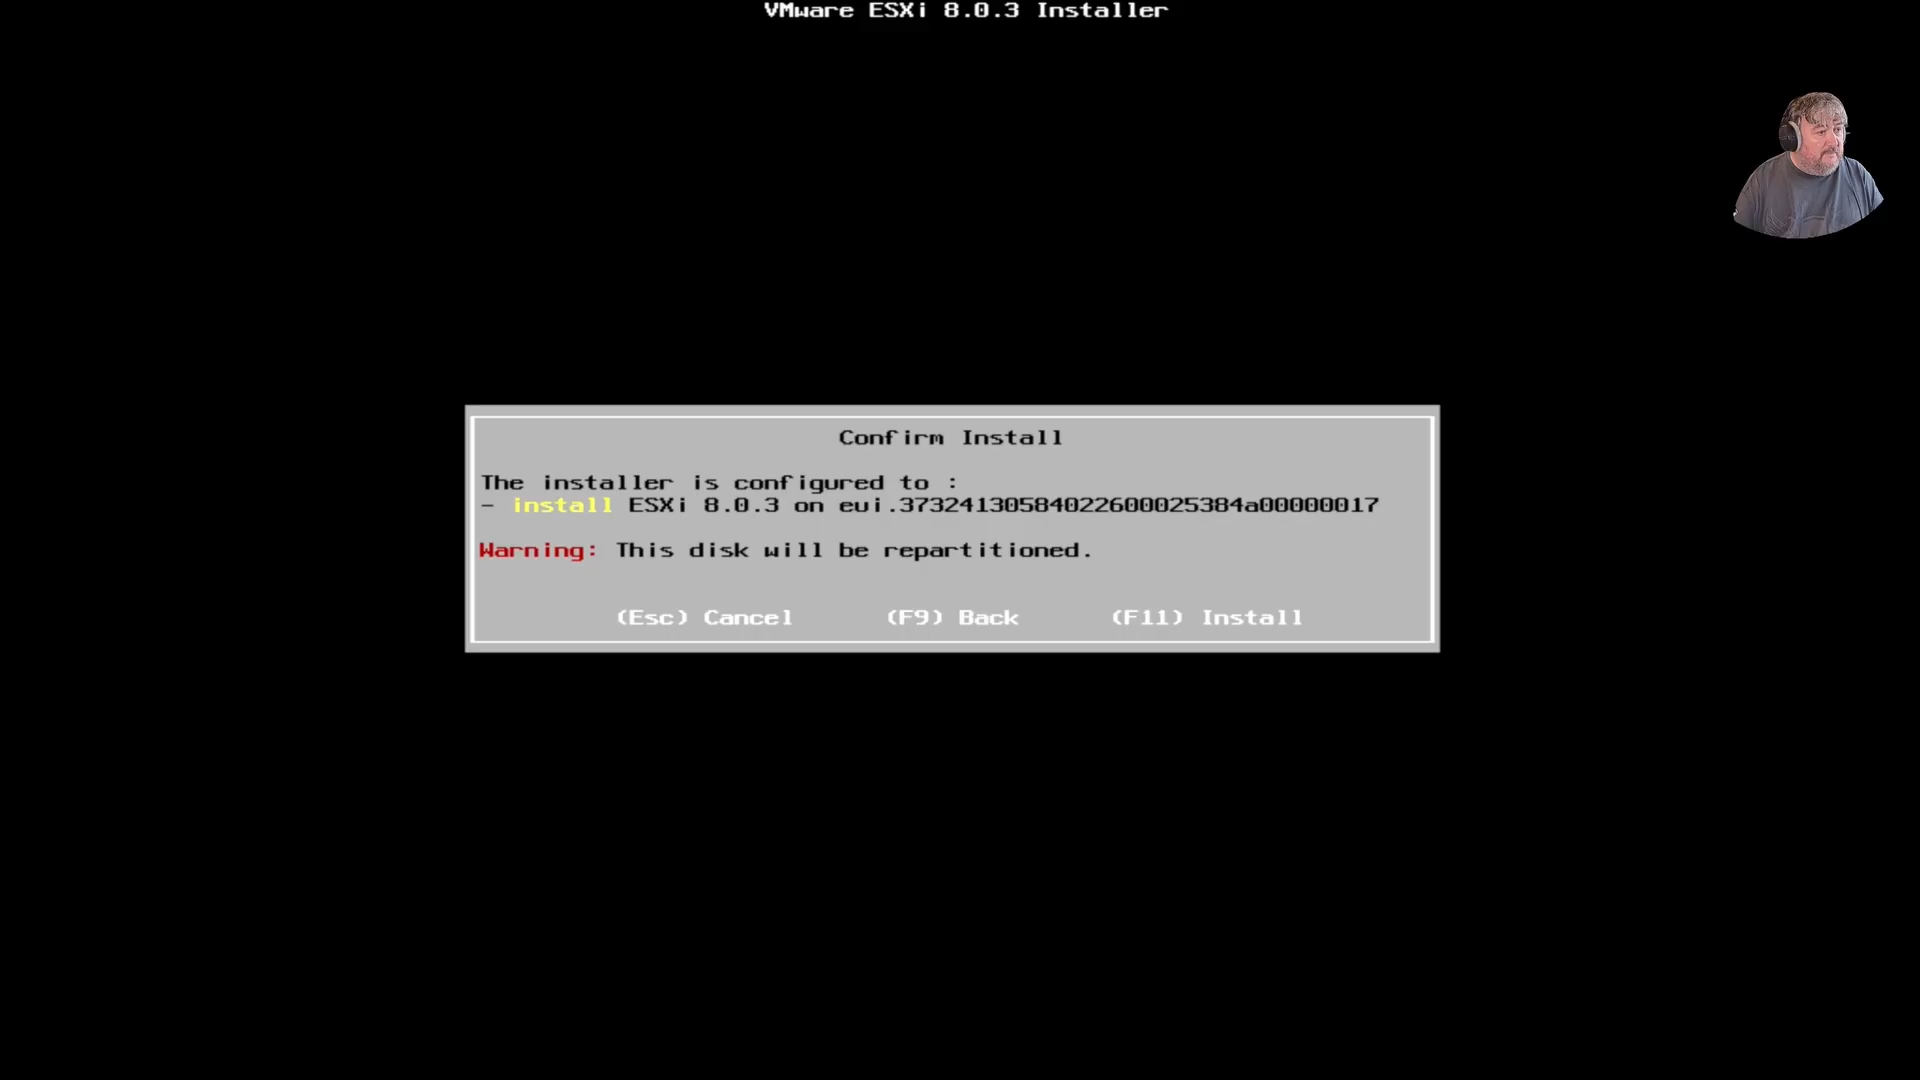 VMware ESXi 8.0.3 Installer
Confirm Install
The installer is configured to :
- install ESXi 8.0.3 on eui.37324130584022600025384a00000017
Warning: This disk will be repartitioned.
(Esc) Cancel (F9) Back (F11) Install